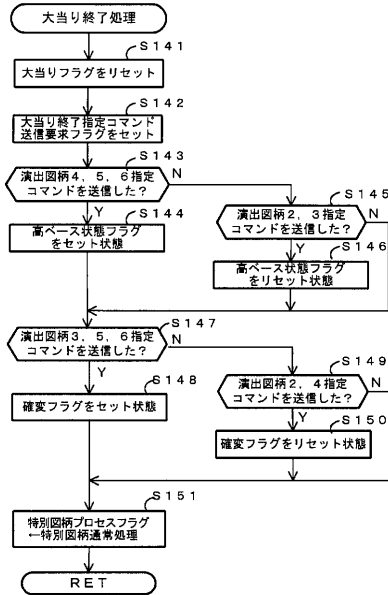 大当り終了処理
S141
大当りフラグをリセット
S142
大当り終了指定コマンド
送信要求フラグをセット
S143
演出図柄4,5,6指定
コマンドを送信した?
N
Y
S144
高ベース状態フラグ
をセット状態
S145
演出図柄2,3指定
コマンドを送信した?
N
Y
S146
高ベース状態フラグ
をリセット状態
S147
演出図柄3,5,6指定
コマンドを送信した?
N
Y
S148
確変フラグをセット状態
S149
演出図柄2,4指定
コマンドを送信した?
N
Y
S150
確変フラグをリセット状態
S151
特別図柄プロセスフラグ
←特別図柄通常処理
RET